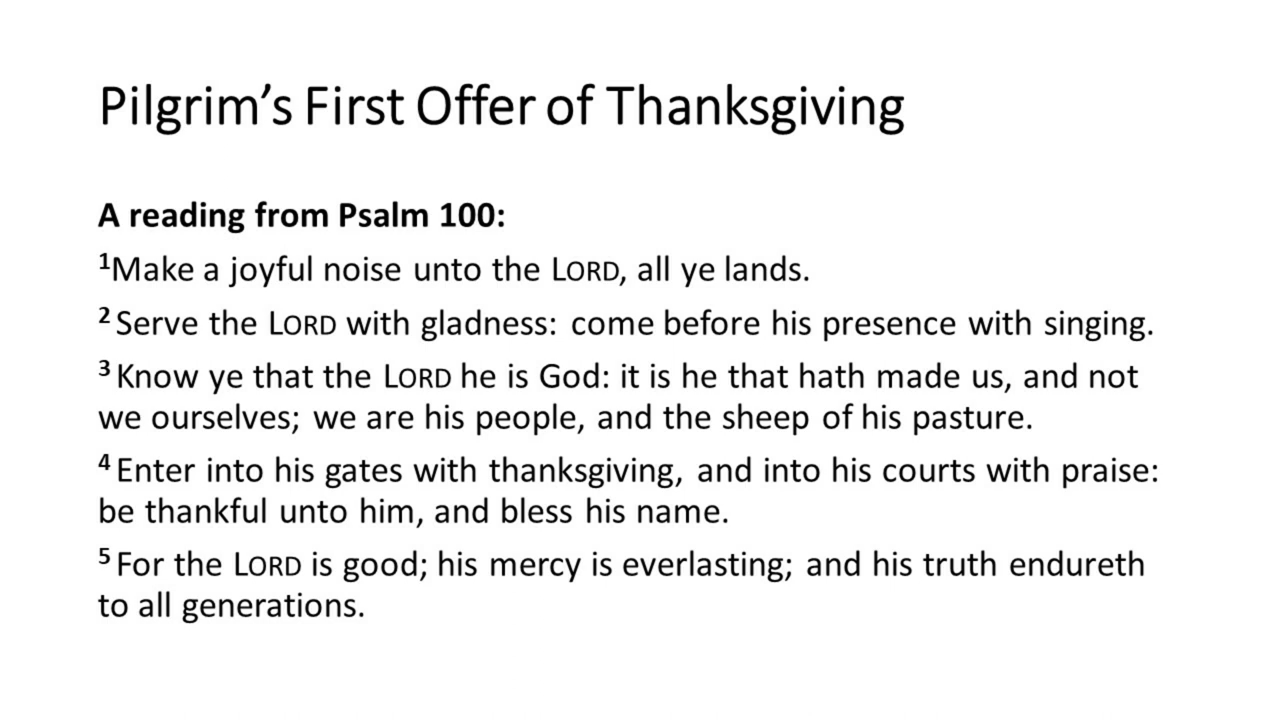 Pilgrim’s First Offer of Thanksgiving
A reading from Psalm 100:
¹Make a joyful noise unto the LORD, all ye lands.
² Serve the LORD with gladness: come before his presence with singing.
³ Know ye that the LORD he is God: it is he that hath made us, and not
we ourselves; we are his people, and the sheep of his pasture.
⁴ Enter into his gates with thanksgiving, and into his courts with praise:
be thankful unto him, and bless his name.
⁵ For the LORD is good; his mercy is everlasting; and his truth endureth
to all generations.